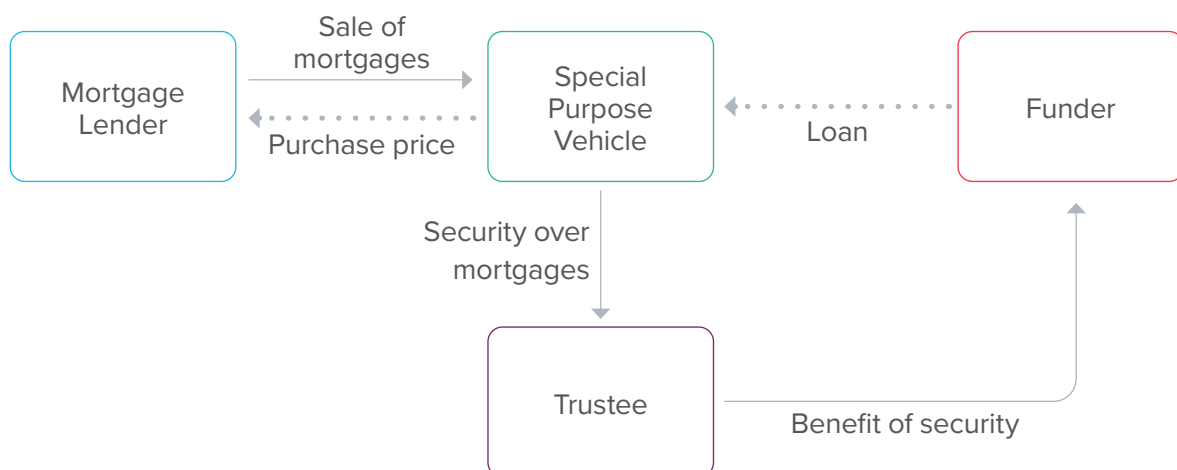 Sale of
mortgages
Mortgage
Lender
Purchase price
Special
Purpose
Vehicle
Loan
Funder
Security over
mortgages
Trustee
Benefit of security